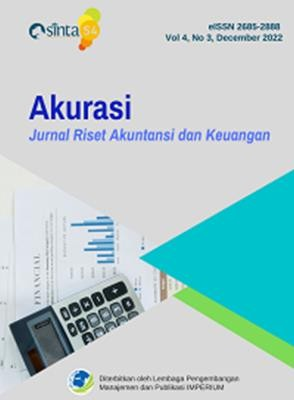 sinta S4
eISSN 2685-2888
Vol 4, No 3, December 2022
Akurasi
Jurnal Riset Akuntansi dan Keuangan
FINANCIAL
Diterbitkan oleh Lembaga Pengembangan
Manajemen dan Publikasi IMPERIUM